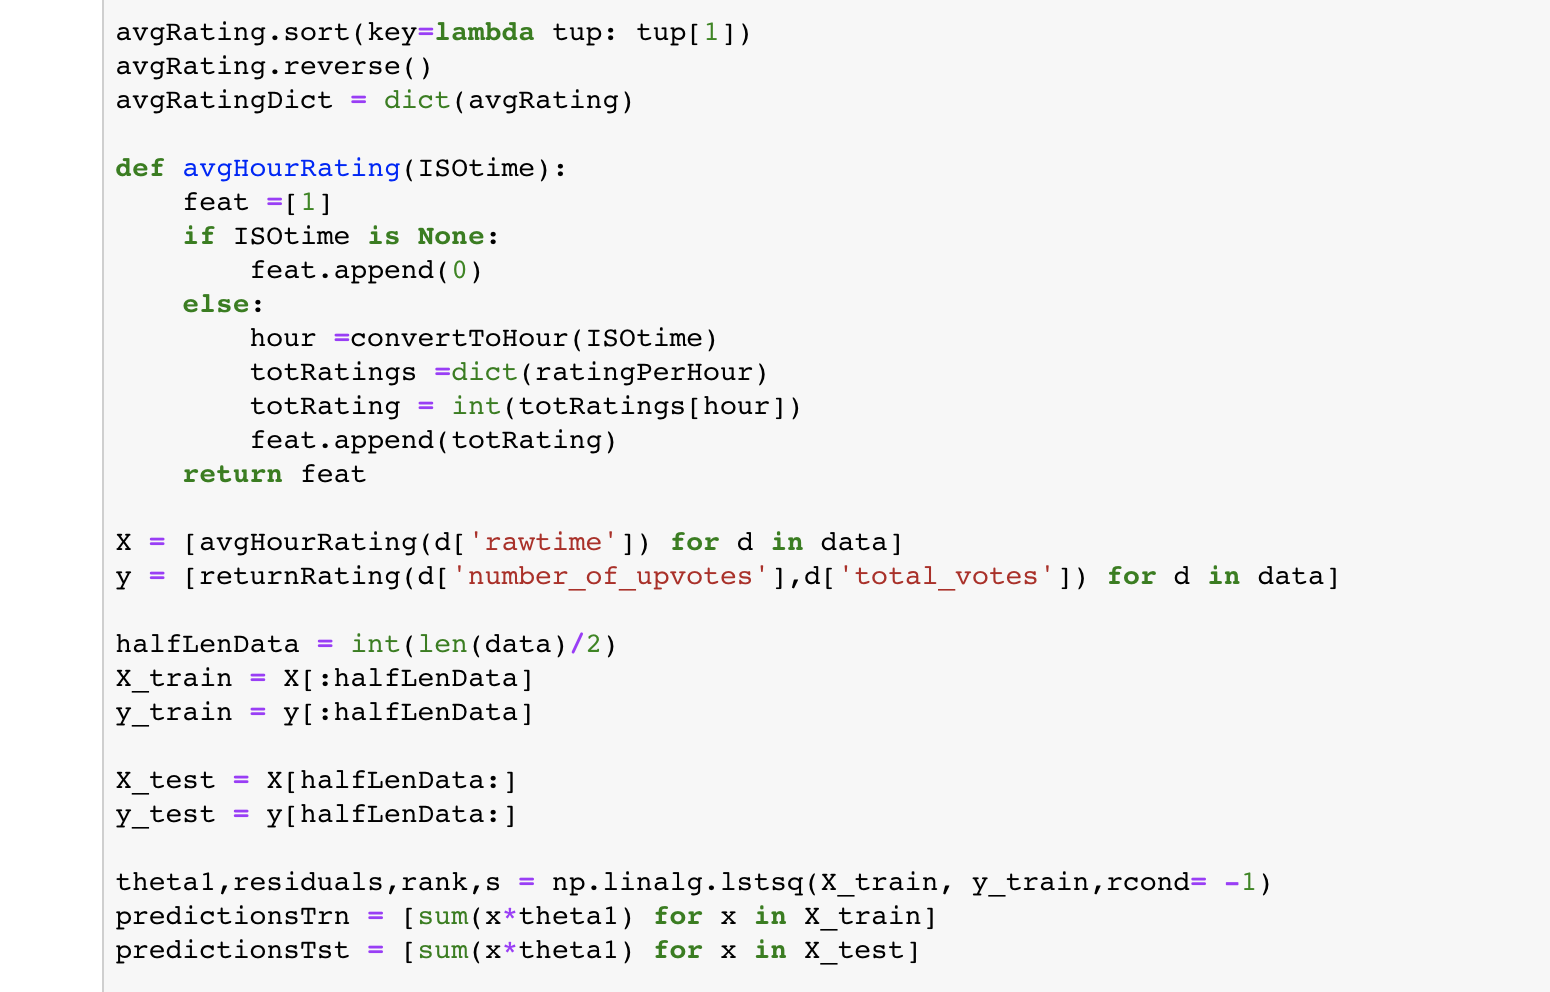 avgRating.sort(key=lambda tup: tup[1])
avgRating.reverse()
avgRatingDict = dict(avgRating)

def avgHourRating(ISOtime):
    feat =[1]
    if ISOtime is None:
        feat.append(0)
    else:
        hour =convertToHour(ISOtime)
        totRatings =dict(ratingPerHour)
        totRating = int(totRatings[hour])
        feat.append(totRating)
    return feat

X = [avgHourRating(d['rawtime']) for d in data]
y = [returnRating(d['number_of_upvotes'],d['total_votes']) for d in data]

halfLenData = int(len(data)/2)
X_train = X[:halfLenData]
y_train = y[:halfLenData]

X_test = X[halfLenData:]
y_test = y[halfLenData:]

theta1,residuals,rank,s = np.linalg.lstsq(X_train, y_train,rcond= -1)
predictionsTrn = [sum(x*theta1) for x in X_train]
predictionsTst = [sum(x*theta1) for x in X_test]